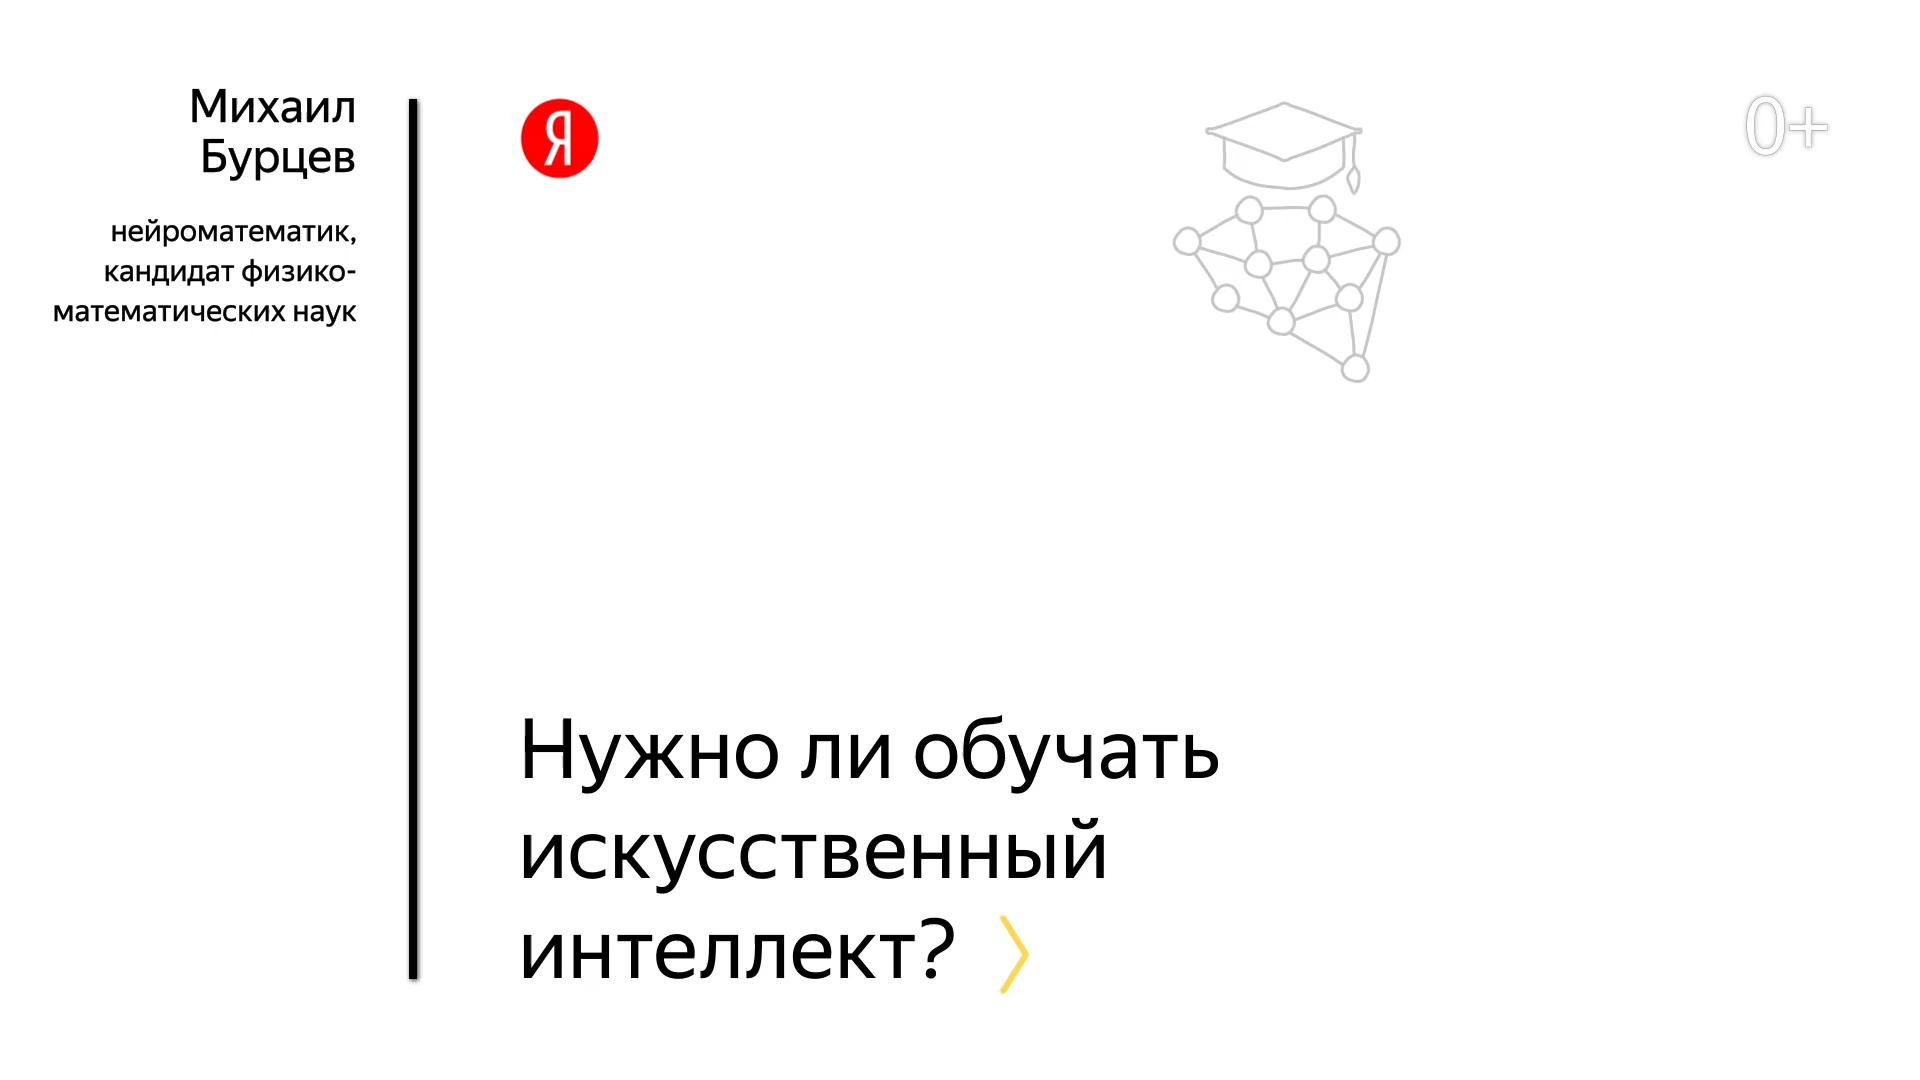 Михаил
Бурцев
нейроматематик,
кандидат физико-
математических наук
Я
0+
Нужно ли обучать
искусственный
интеллект?